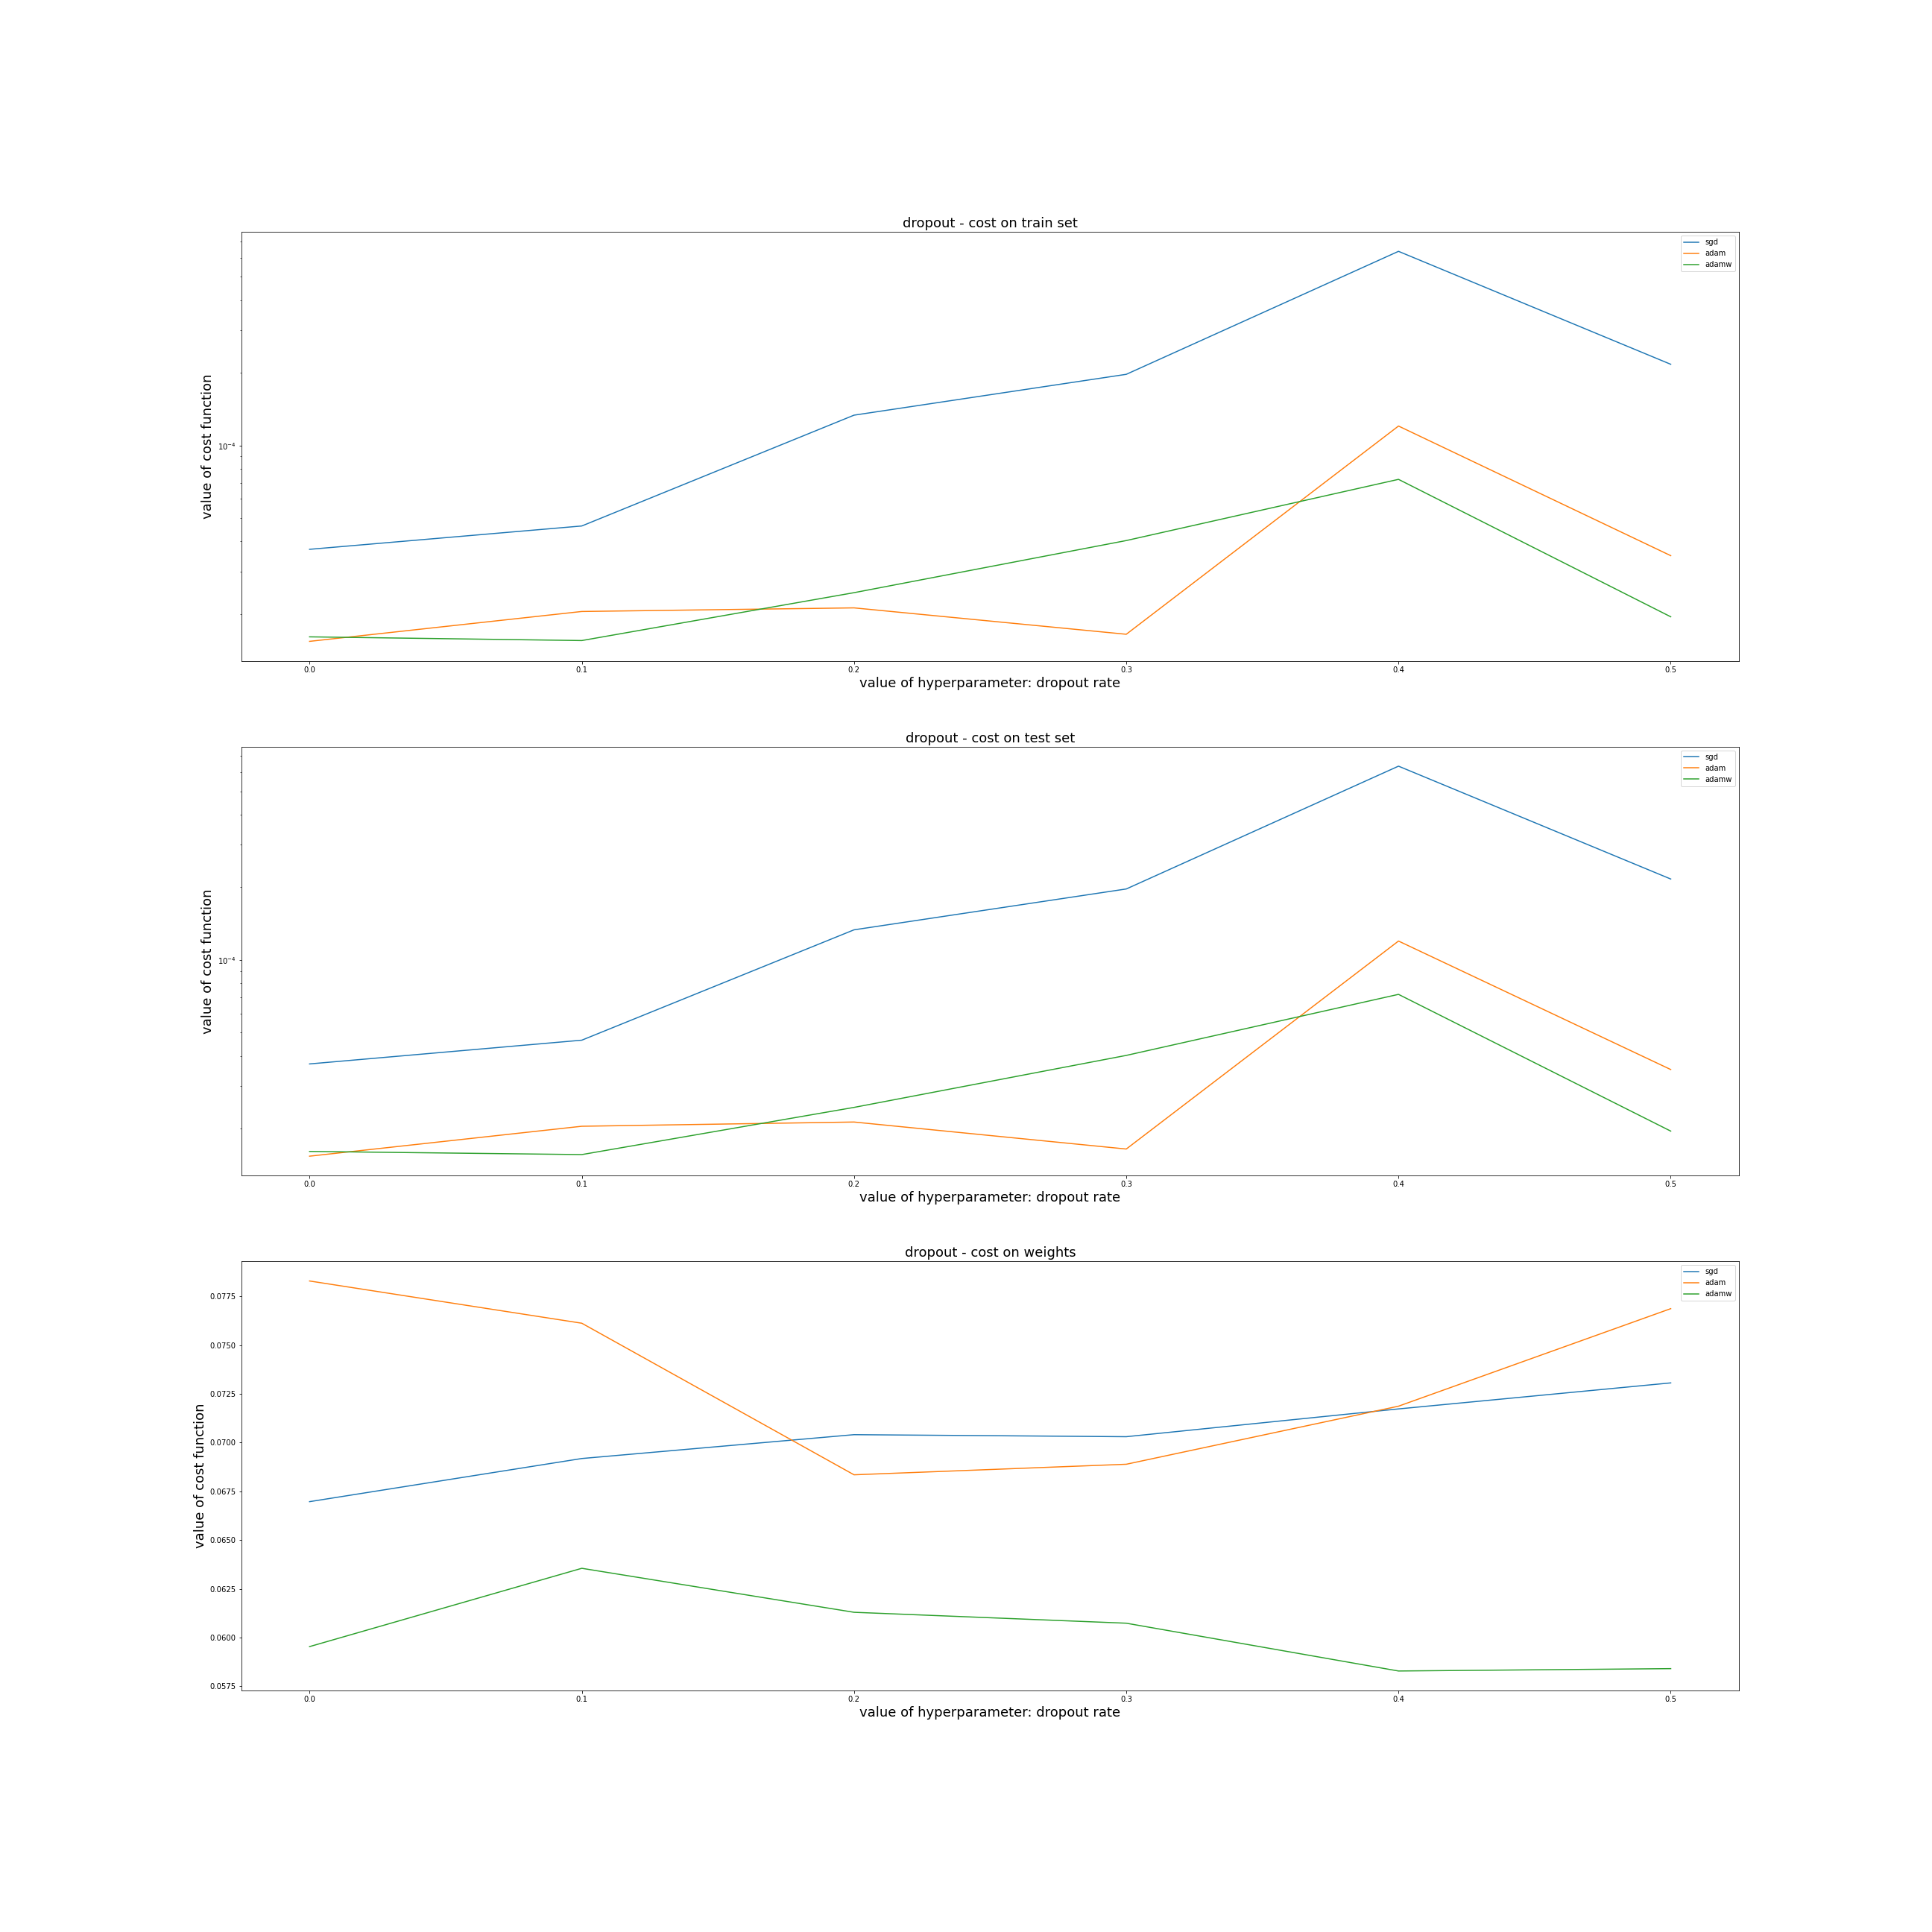 dropout - cost on train set
sgd
adam
adamw
value of cost function
10⁻⁴
0.0 0.1 0.2 0.3 0.4 0.5
value of hyperparameter: dropout rate
dropout - cost on test set
sgd
adam
adamw
value of cost function
10⁻⁴
0.0 0.1 0.2 0.3 0.4 0.5
value of hyperparameter: dropout rate
dropout - cost on weights
sgd
adam
adamw
value of cost function
0.0775
0.0750
0.0725
0.0700
0.0675
0.0650
0.0625
0.0600
0.0575
0.0 0.1 0.2 0.3 0.4 0.5
value of hyperparameter: dropout rate